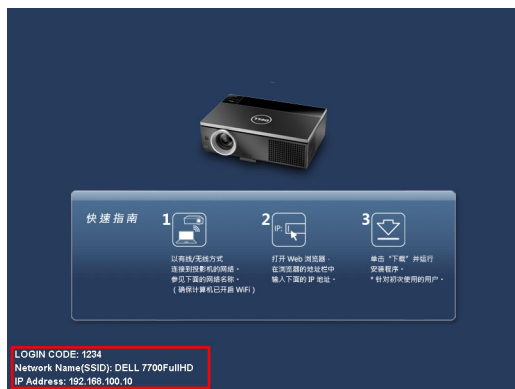 DELL
快速指南
1
以有线/无线方式
连接到投影机的网络。
参见下面的网络名称。
(确保计算机已开启 WiFi)
2
IP:
打开 Web 浏览器。
在浏览器的地址栏中
输入下面的 IP 地址。
3
单击“下载”并运行
安装程序。
*针对初次使用的用户。
LOGIN CODE: 1234
Network Name(SSID): DELL 7700FullHD
IP Address: 192.168.100.10